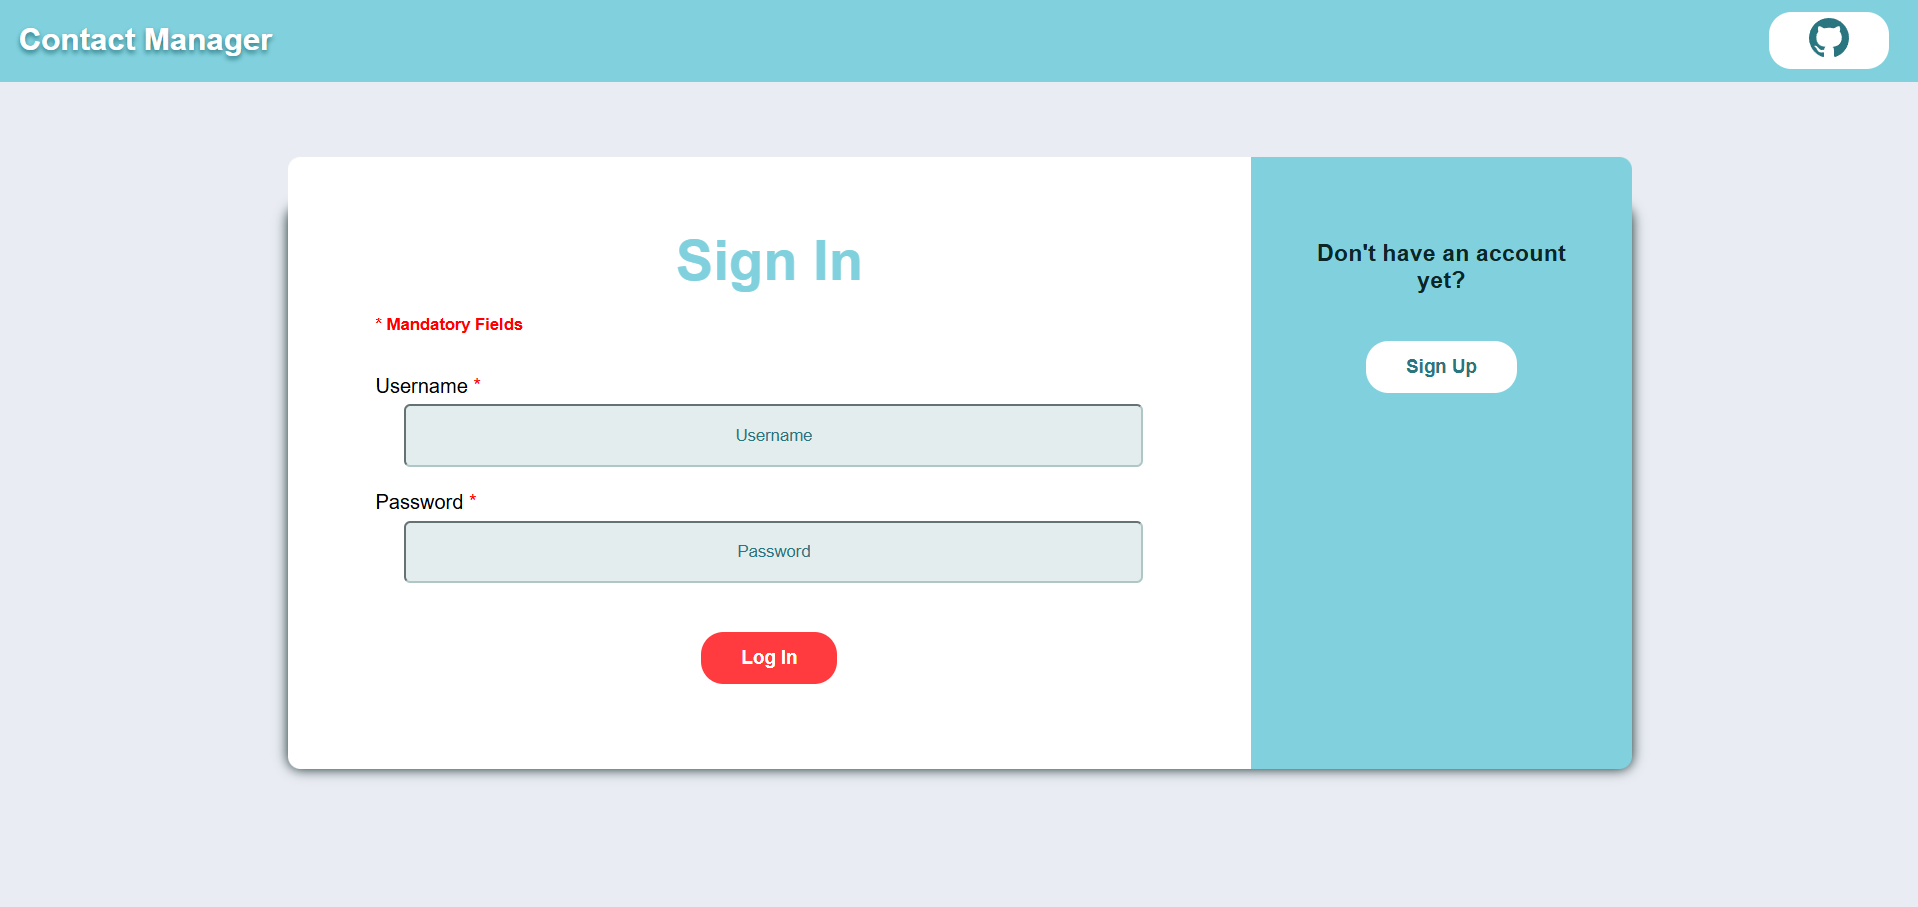 Contact Manager
Sign In
* Mandatory Fields
Username *
Username
Password *
Password
Log In
Don't have an account
yet?
Sign Up